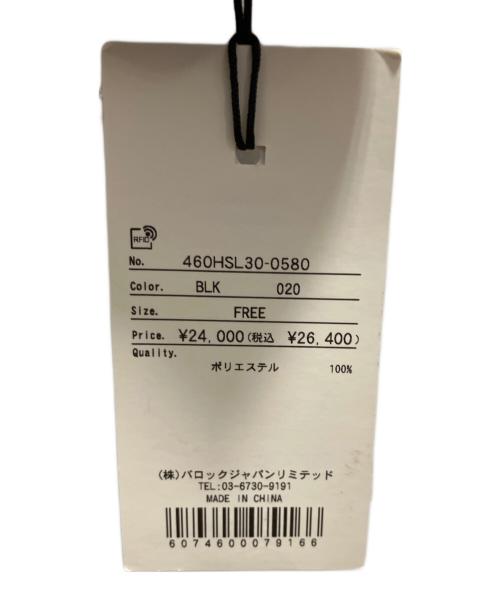 RFID
No. 460HSL30-0580
Color. BLK 020
Size. FREE
Price. ¥24,000(税込 ¥26,400)
Quality.
ポリエステル 100%
(株)バロックジャパンリミテッド
TEL:03-6730-9191
MADE IN CHINA
6074600079166